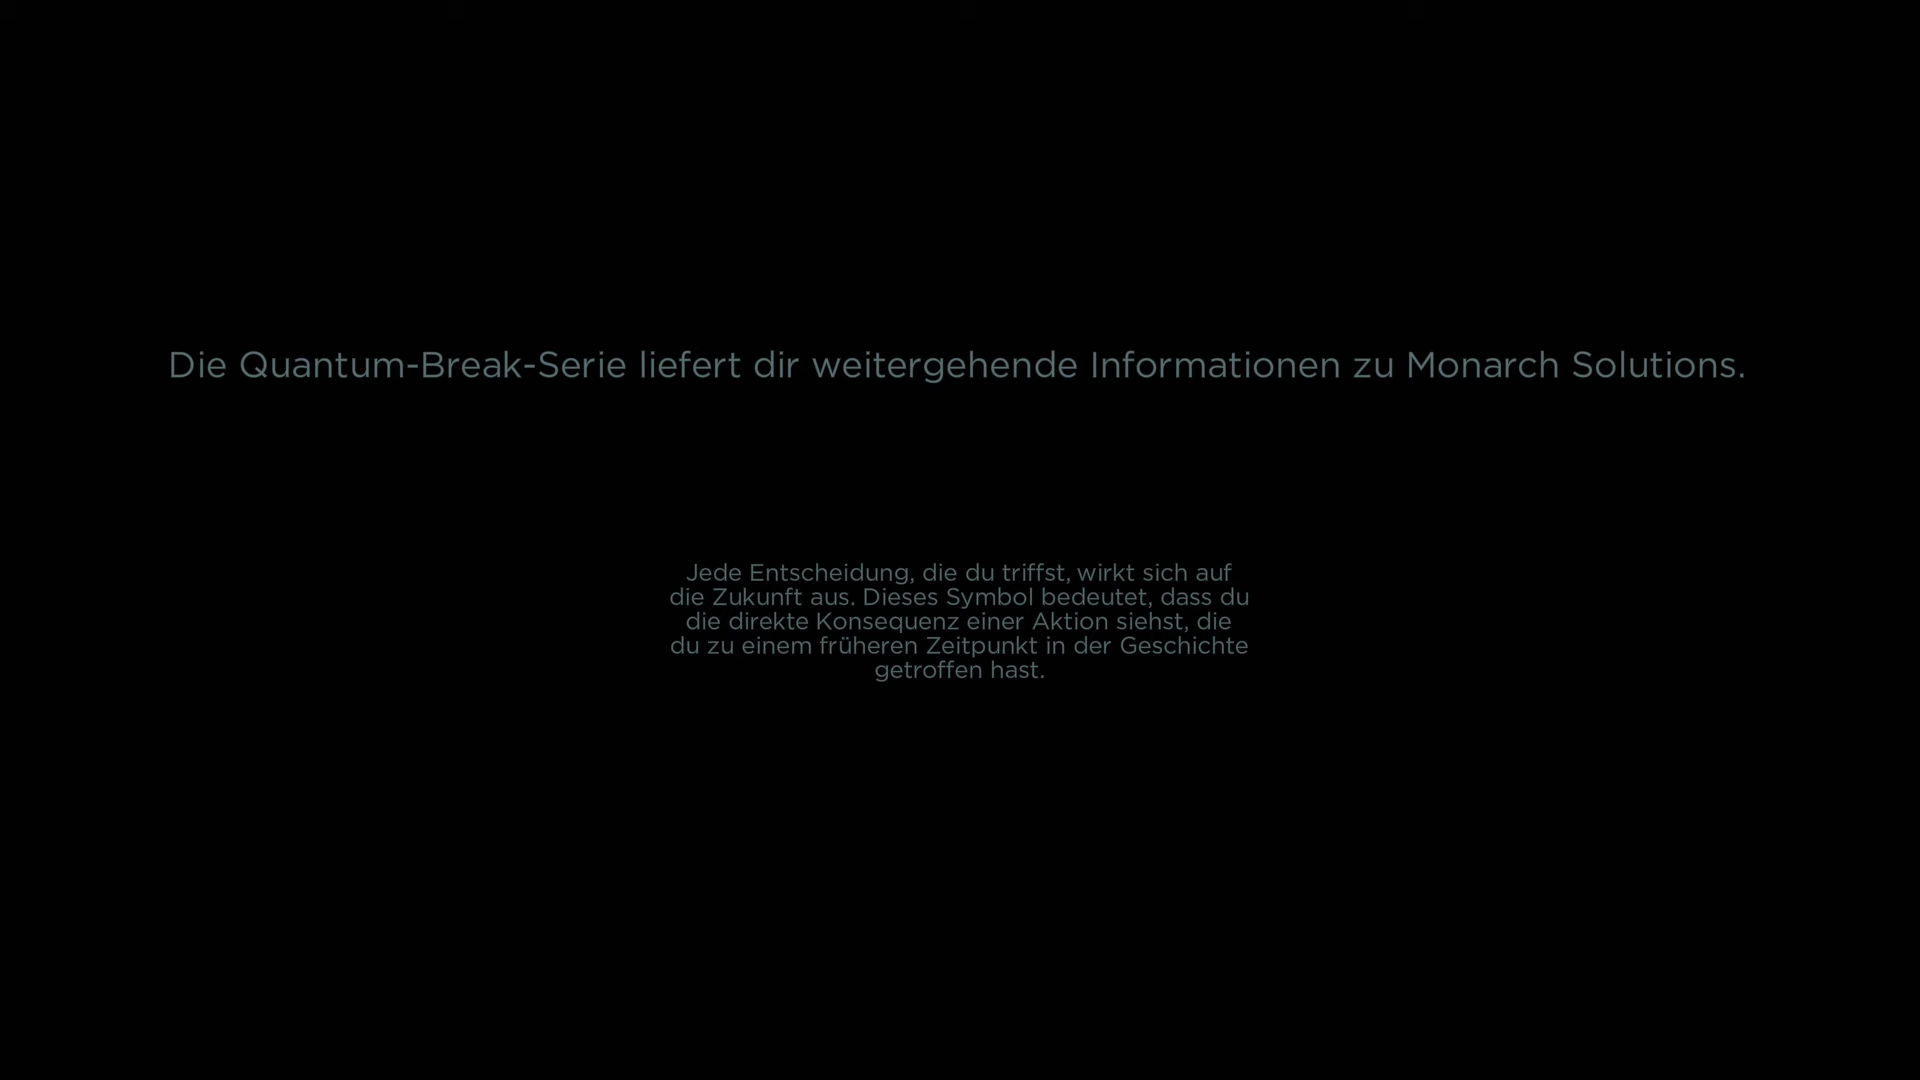 Die Quantum-Break-Serie liefert dir weitergehende Informationen zu Monarch Solutions.
Jede Entscheidung, die du triffst, wirkt sich auf
die Zukunft aus. Dieses Symbol bedeutet, dass du
die direkte Konsequenz einer Aktion siehst, die
du zu einem früheren Zeitpunkt in der Geschichte
getroffen hast.